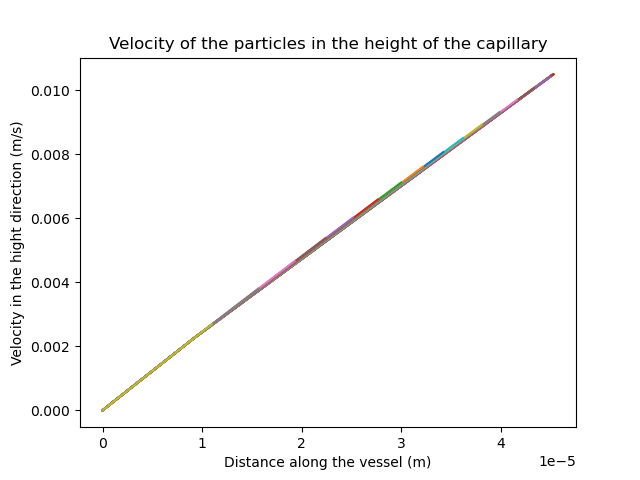 Velocity of the particles in the height of the capillary
Velocity in the hight direction (m/s)
0.010
0.008
0.006
0.004
0.002
0.000
0 1 2 3 4
1e−5
Distance along the vessel (m)